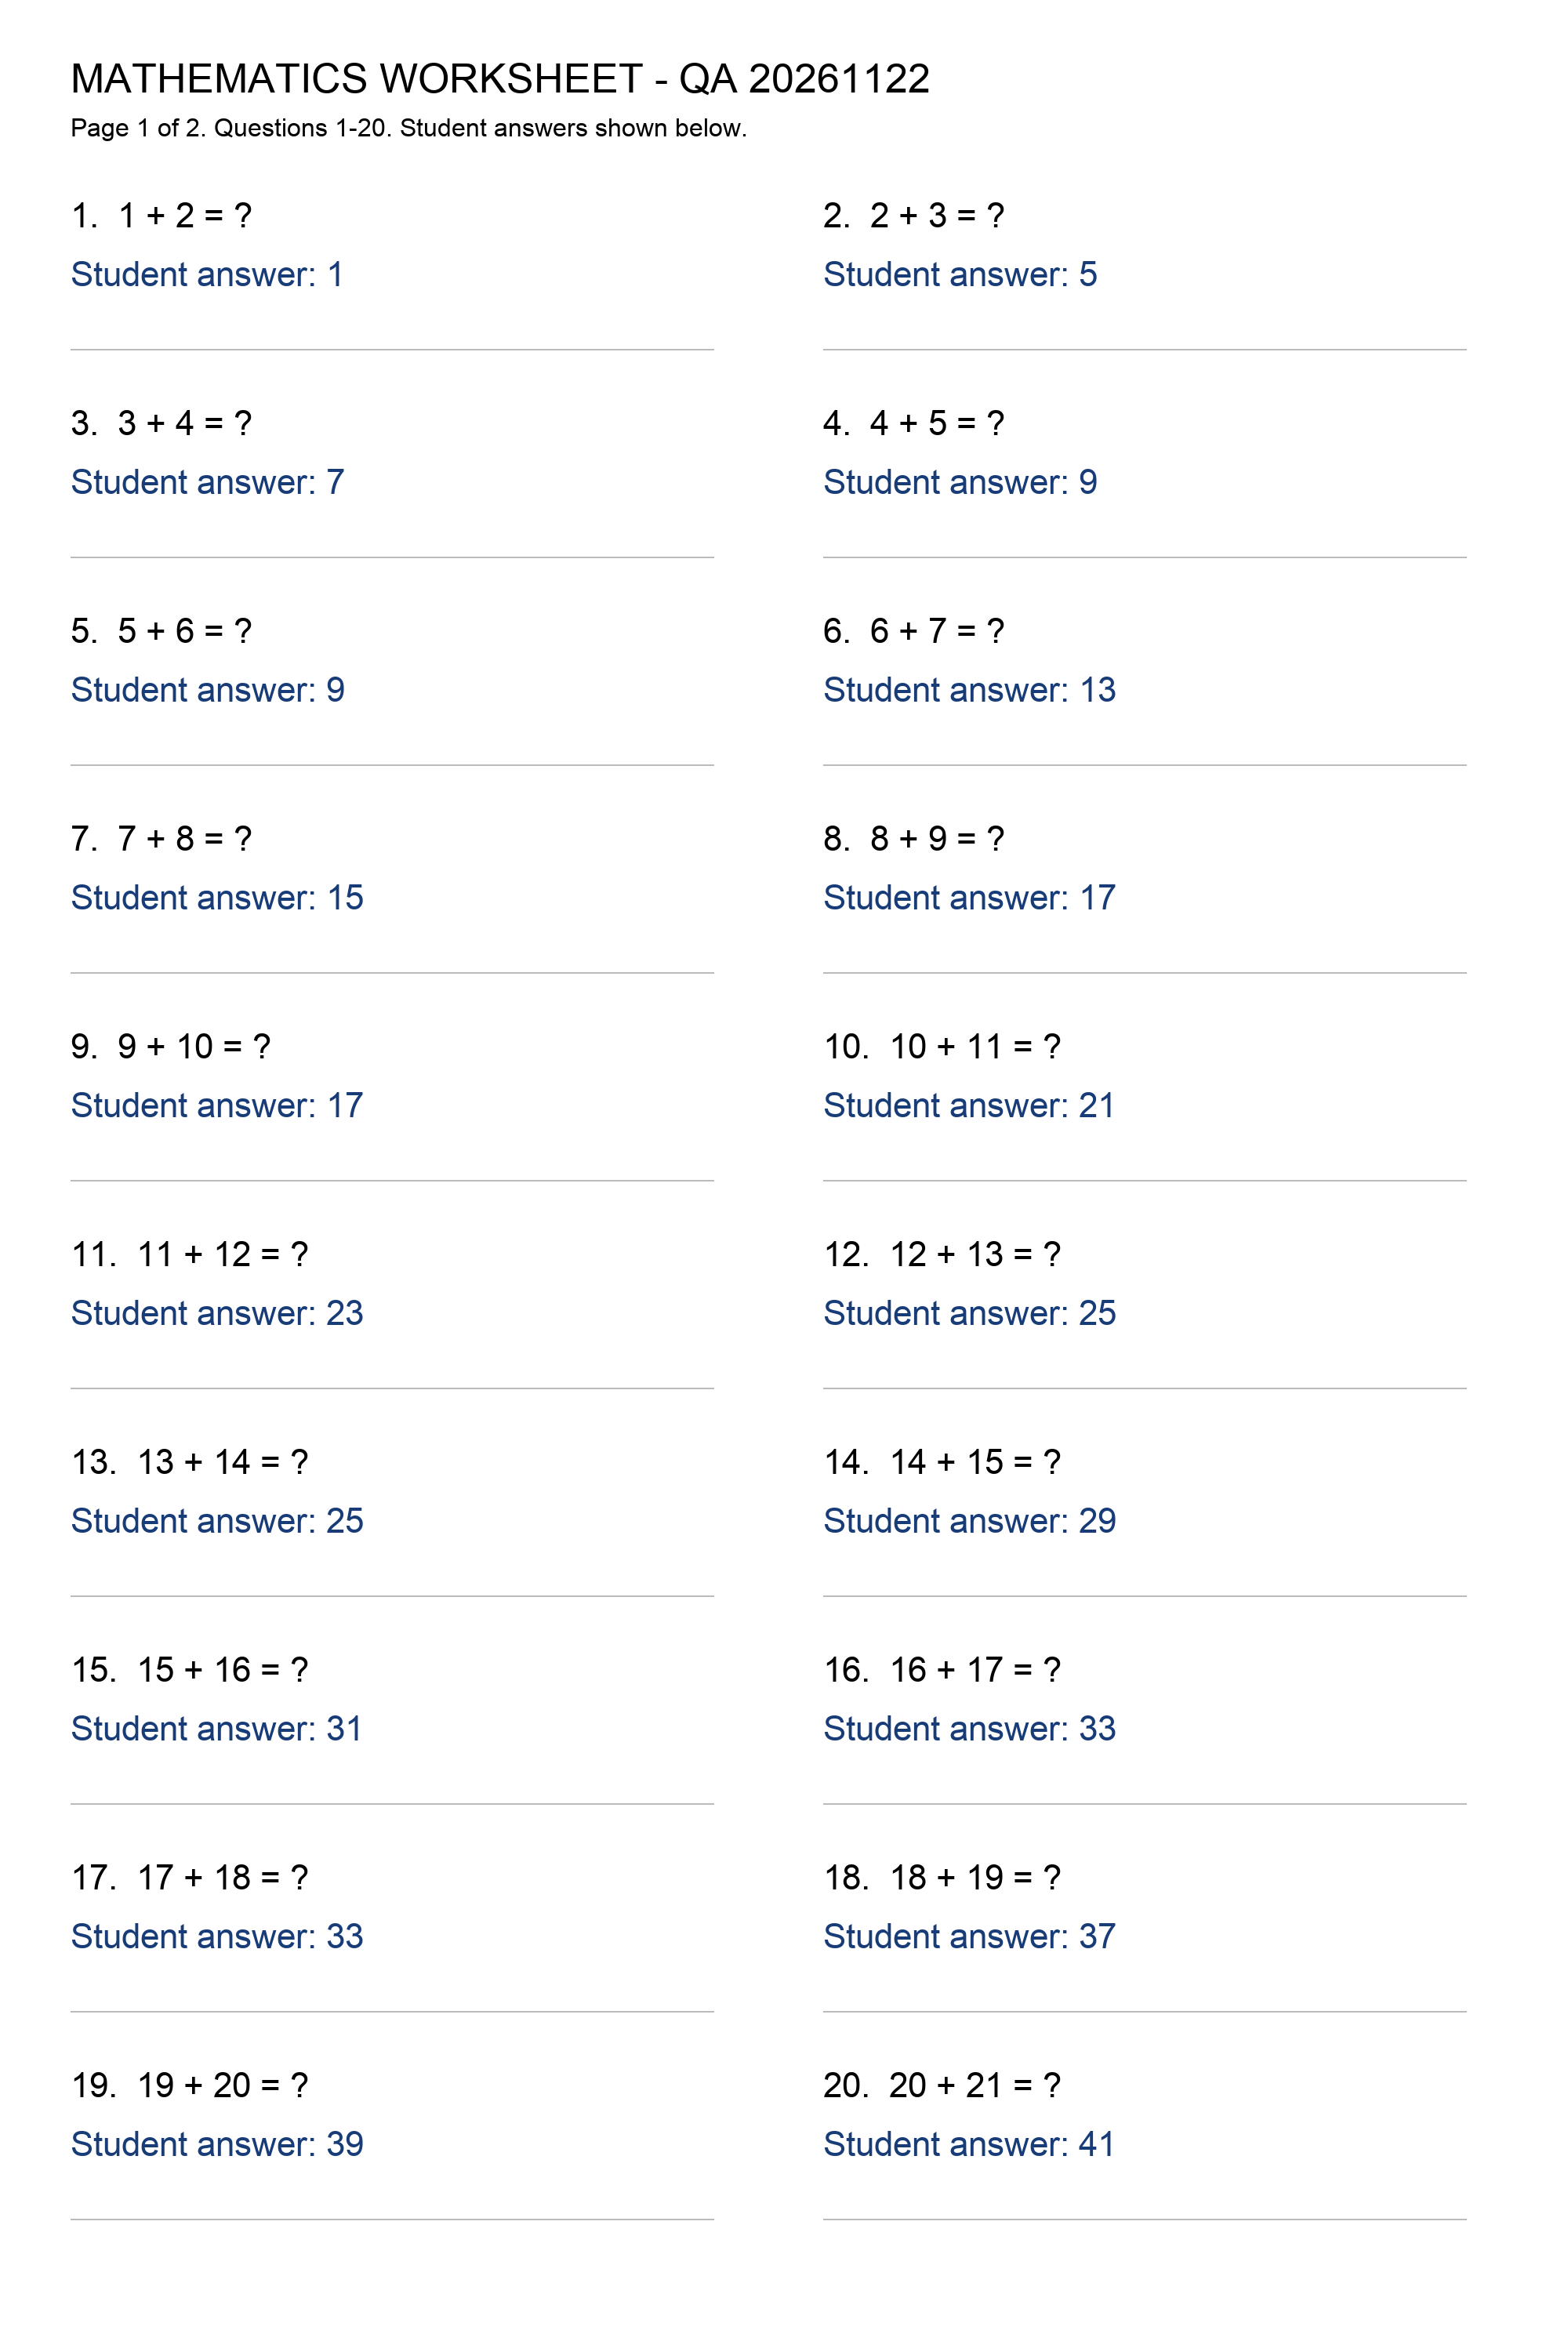 MATHEMATICS WORKSHEET - QA 20261122
Page 1 of 2. Questions 1-20. Student answers shown below.
1. 1 + 2 = ?
Student answer: 1
2. 2 + 3 = ?
Student answer: 5
3. 3 + 4 = ?
Student answer: 7
4. 4 + 5 = ?
Student answer: 9
5. 5 + 6 = ?
Student answer: 9
6. 6 + 7 = ?
Student answer: 13
7. 7 + 8 = ?
Student answer: 15
8. 8 + 9 = ?
Student answer: 17
9. 9 + 10 = ?
Student answer: 17
10. 10 + 11 = ?
Student answer: 21
11. 11 + 12 = ?
Student answer: 23
12. 12 + 13 = ?
Student answer: 25
13. 13 + 14 = ?
Student answer: 25
14. 14 + 15 = ?
Student answer: 29
15. 15 + 16 = ?
Student answer: 31
16. 16 + 17 = ?
Student answer: 33
17. 17 + 18 = ?
Student answer: 33
18. 18 + 19 = ?
Student answer: 37
19. 19 + 20 = ?
Student answer: 39
20. 20 + 21 = ?
Student answer: 41